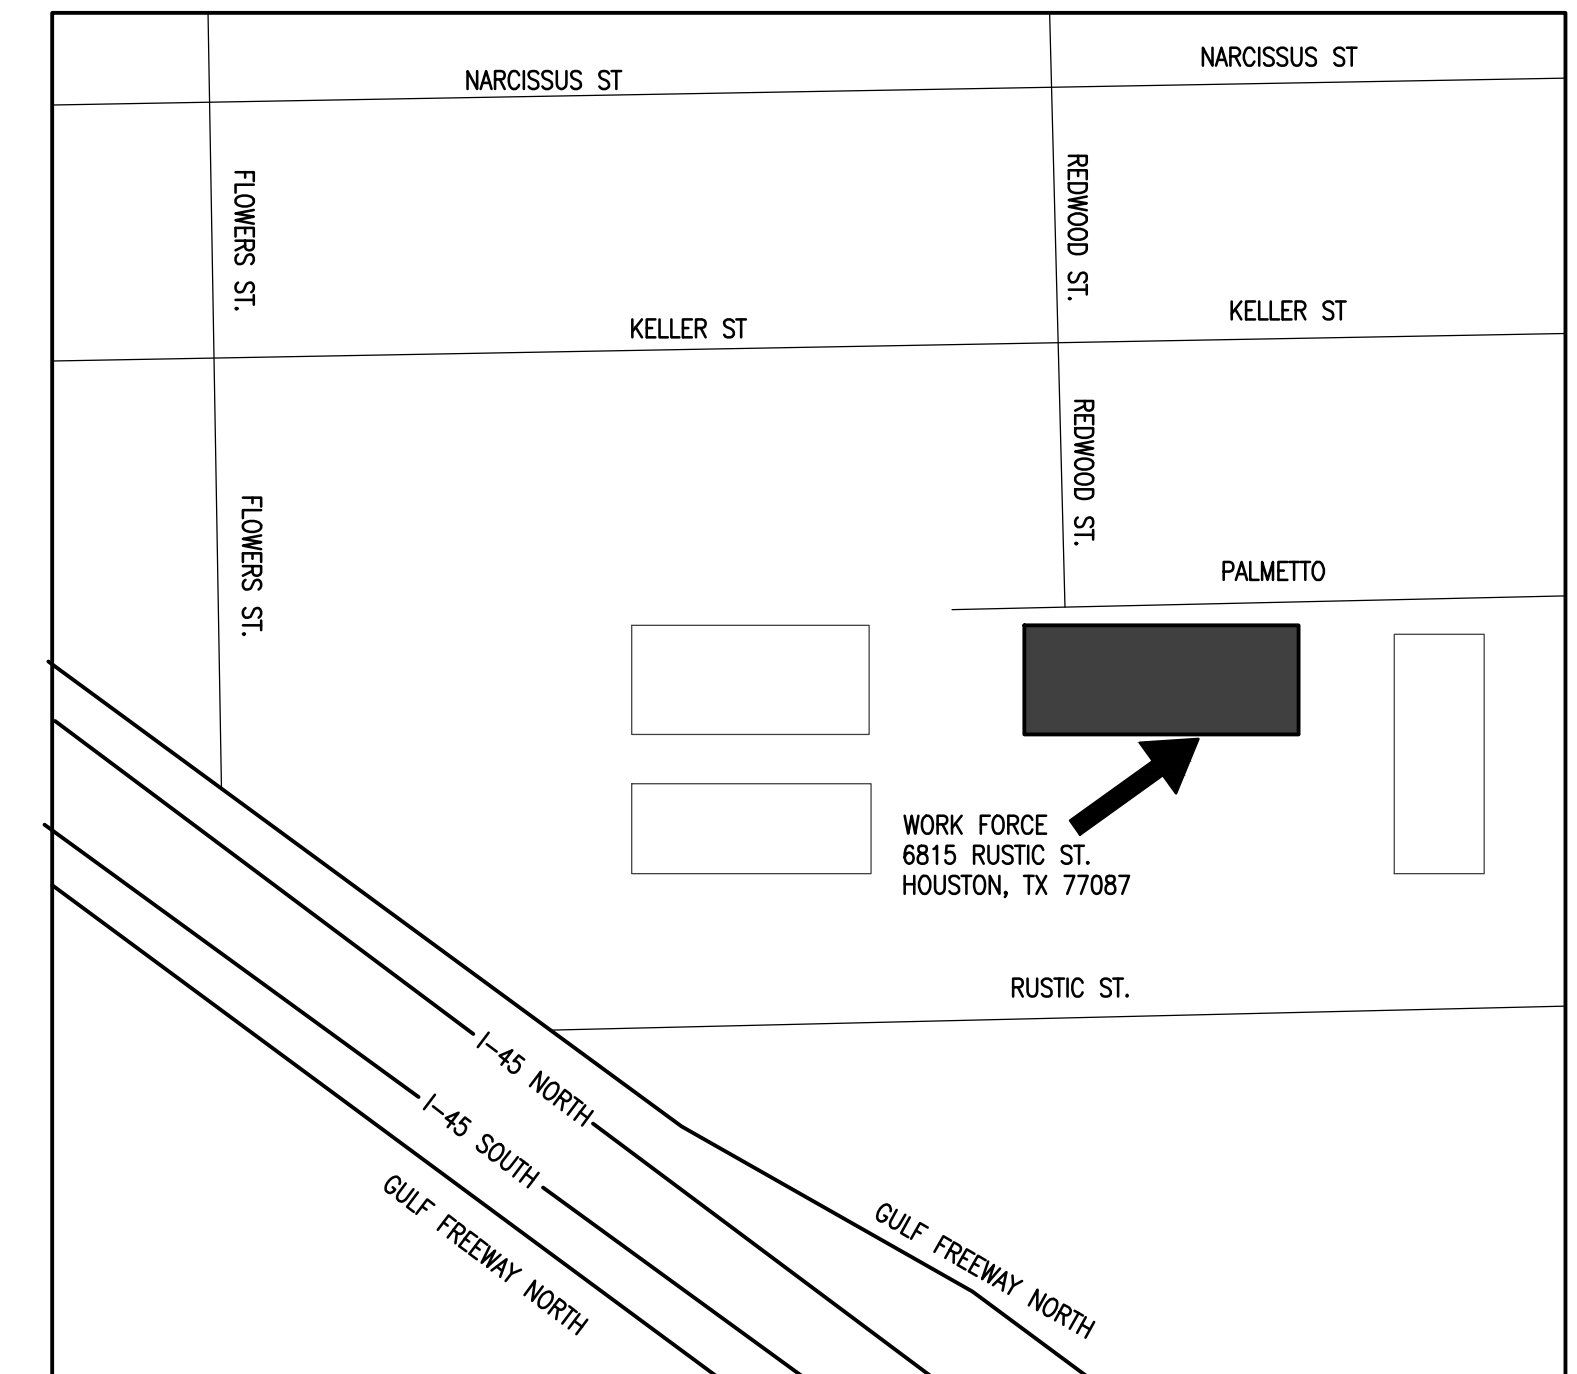 NARCISSUS ST
NARCISSUS ST
FLOWERS ST.
REDWOOD ST.
KELLER ST
KELLER ST
FLOWERS ST.
REDWOOD ST.
PALMETTO
WORK FORCE
6815 RUSTIC ST.
HOUSTON, TX 77087
RUSTIC ST.
I-45 NORTH
I-45 SOUTH
GULF FREEWAY NORTH
GULF FREEWAY NORTH